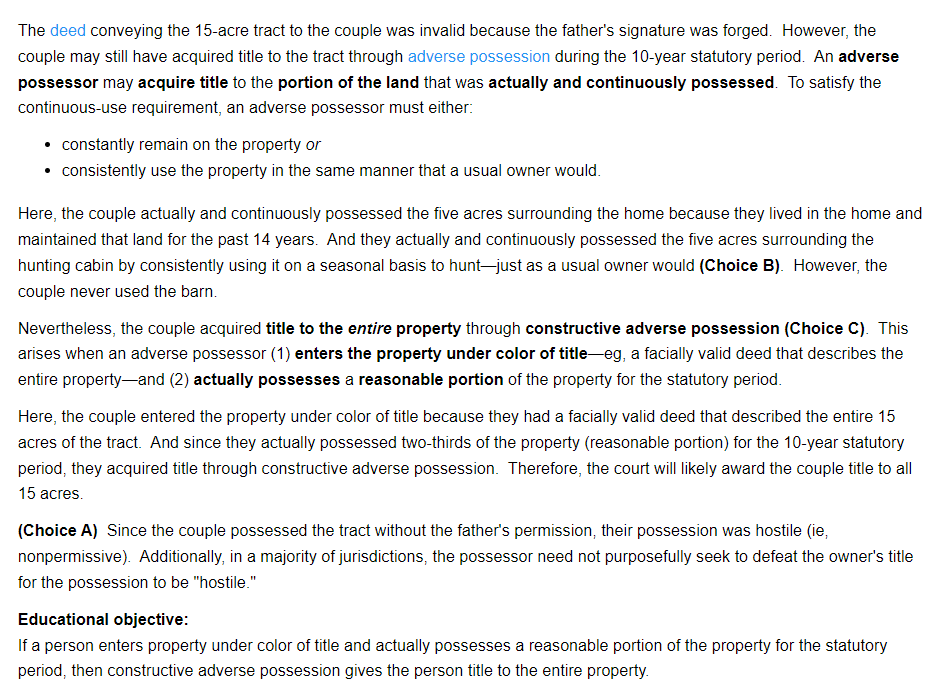 The deed conveying the 15-acre tract to the couple was invalid because the father's signature was forged.  However, the
couple may still have acquired title to the tract through adverse possession during the 10-year statutory period.  An adverse
possessor may acquire title to the portion of the land that was actually and continuously possessed.  To satisfy the
continuous-use requirement, an adverse possessor must either:
• constantly remain on the property or
• consistently use the property in the same manner that a usual owner would.
Here, the couple actually and continuously possessed the five acres surrounding the home because they lived in the home and
maintained that land for the past 14 years.  And they actually and continuously possessed the five acres surrounding the
hunting cabin by consistently using it on a seasonal basis to hunt—just as a usual owner would (Choice B).  However, the
couple never used the barn.
Nevertheless, the couple acquired title to the entire property through constructive adverse possession (Choice C).  This
arises when an adverse possessor (1) enters the property under color of title—eg, a facially valid deed that describes the
entire property—and (2) actually possesses a reasonable portion of the property for the statutory period.
Here, the couple entered the property under color of title because they had a facially valid deed that described the entire 15
acres of the tract.  And since they actually possessed two-thirds of the property (reasonable portion) for the 10-year statutory
period, they acquired title through constructive adverse possession.  Therefore, the court will likely award the couple title to all
15 acres.
(Choice A)  Since the couple possessed the tract without the father's permission, their possession was hostile (ie,
nonpermissive).  Additionally, in a majority of jurisdictions, the possessor need not purposefully seek to defeat the owner's title
for the possession to be "hostile."
Educational objective:
If a person enters property under color of title and actually possesses a reasonable portion of the property for the statutory
period, then constructive adverse possession gives the person title to the entire property.